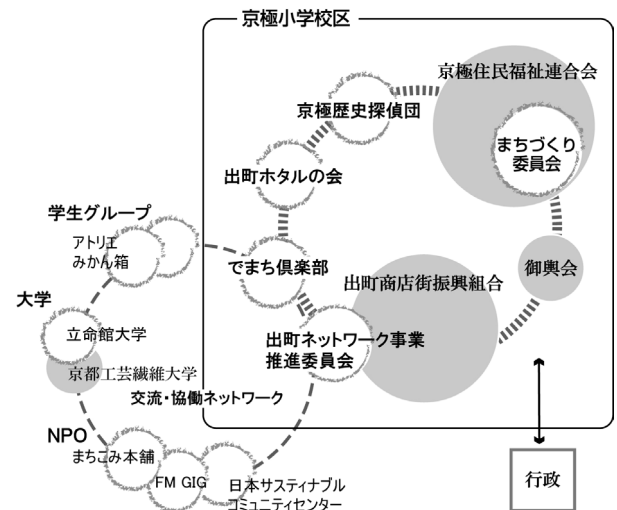 京極小学校区
京極住民福祉連合会
京極歴史探偵団
まちづくり
委員会
出町ホタルの会
学生グループ
アトリエ
みかん箱
でまち倶楽部
御輿会
出町商店街振興組合
大学
立命館大学
出町ネットワーク事業
推進委員会
京都工芸繊維大学
交流・協働ネットワーク
NPO
まちこみ本舗
FM GIG
日本サスティナブル
コミュニティセンター
行政